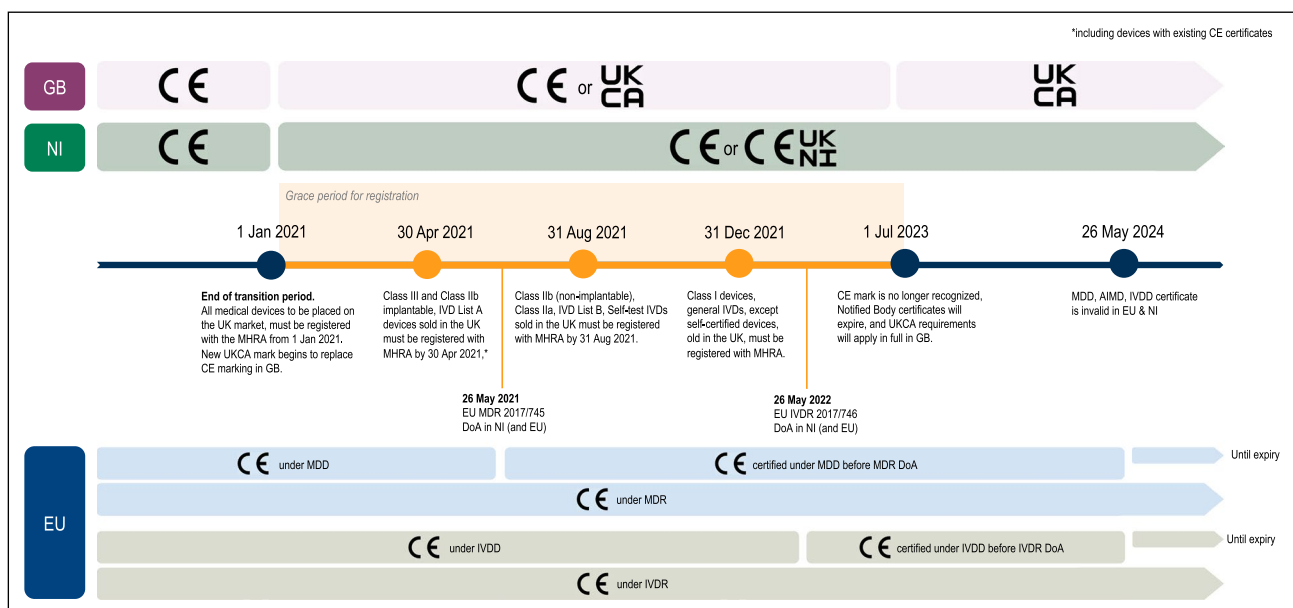 *including devices with existing CE certificates
GB
CE
CE or UK
CA
UK
CA
NI
CE
CE or CE UK
NI
Grace period for registration
1 Jan 2021
30 Apr 2021
31 Aug 2021
31 Dec 2021
1 Jul 2023
26 May 2024
End of transition period.
All medical devices to be placed on
the UK market, must be registered
with the MHRA from 1 Jan 2021.
New UKCA mark begins to replace
CE marking in GB.
Class III and Class IIb
implantable, IVD List A
devices sold in the UK
must be registered with
MHRA by 30 Apr 2021,*
Class IIb (non-implantable),
Class IIa, IVD List B, Self-test IVDs
sold in the UK must be registered
with MHRA by 31 Aug 2021.
Class I devices,
general IVDs, except
self-certified devices,
old in the UK, must be
registered with MHRA.
CE mark is no longer recognized,
Notified Body certificates will
expire, and UKCA requirements
will apply in full in GB.
MDD, AIMD, IVDD certificate
is invalid in EU & NI
26 May 2021
EU MDR 2017/745
DoA in NI (and EU)
26 May 2022
EU IVDR 2017/746
DoA in NI (and EU)
EU
CE under MDD
CE certified under MDD before MDR DoA
Until expiry
CE under MDR
CE under IVDD
CE certified under IVDD before IVDR DoA
Until expiry
CE under IVDR